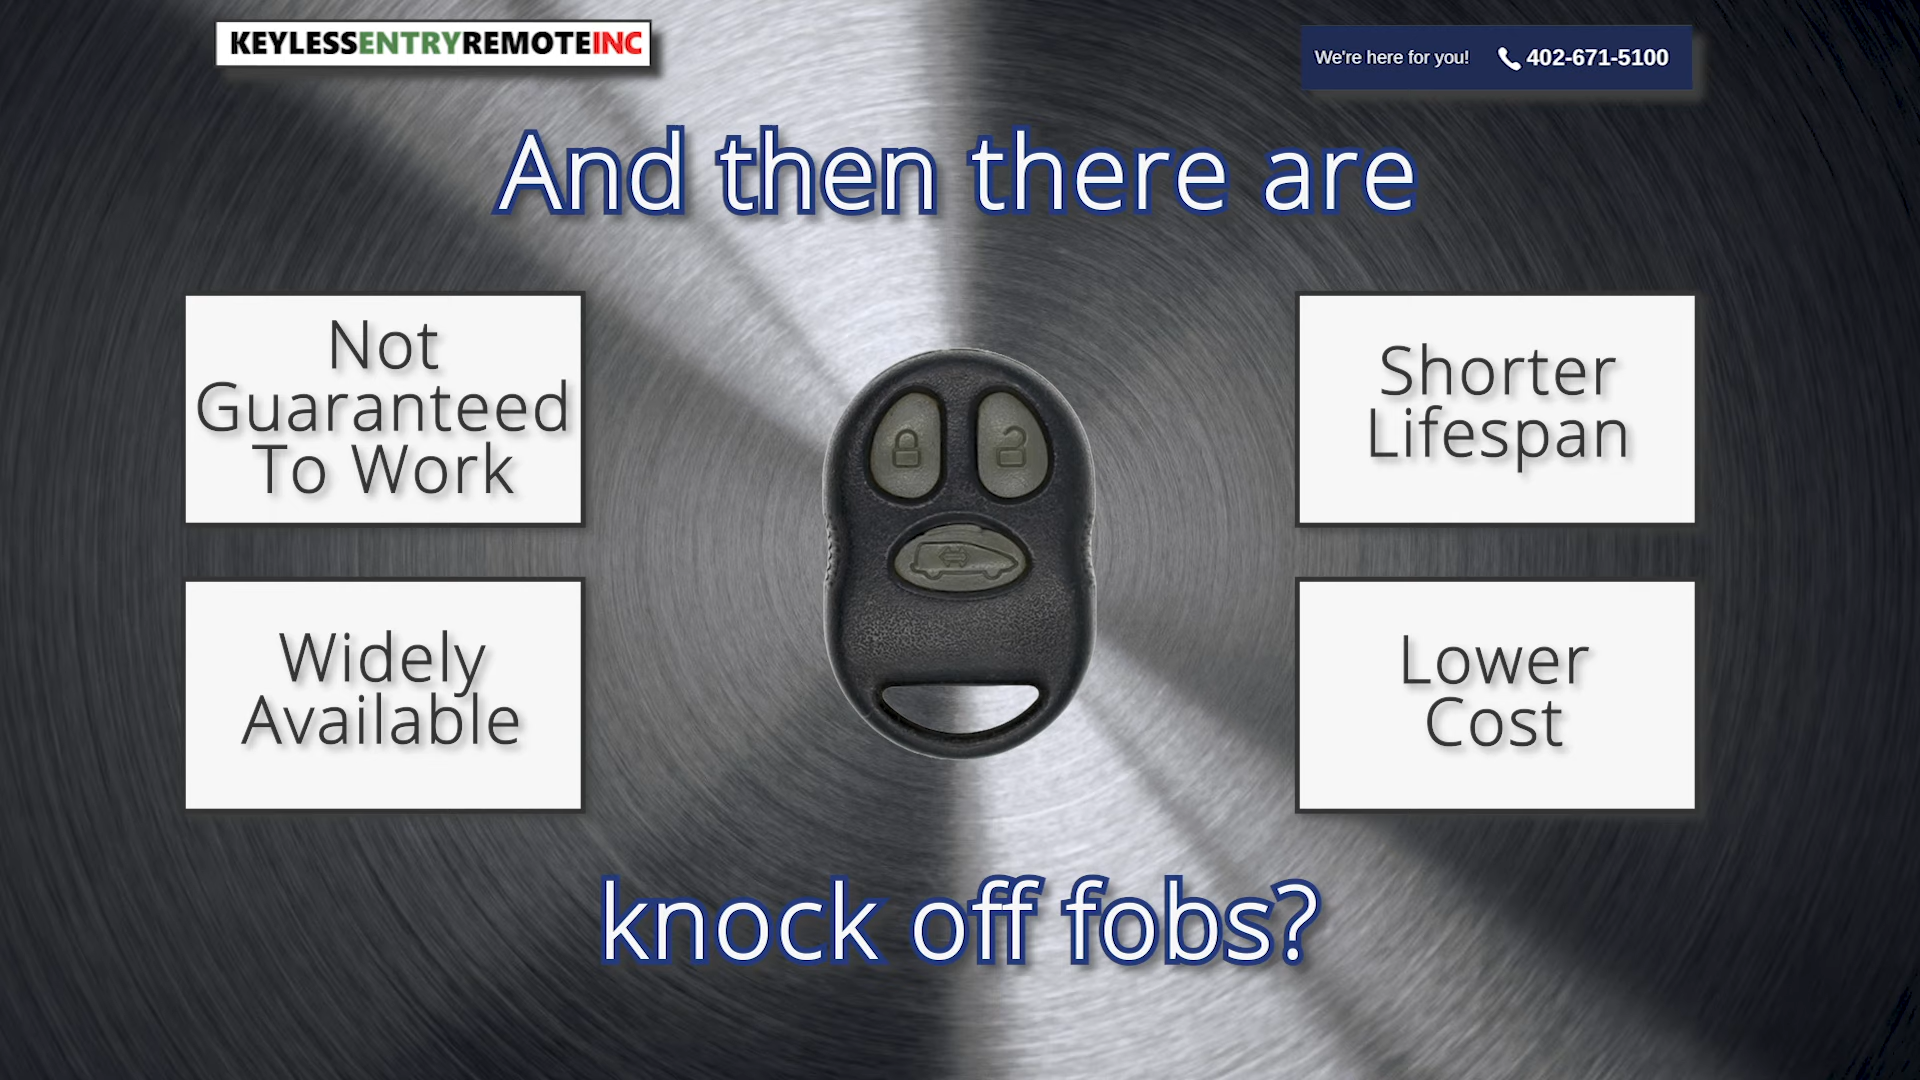 KEYLESSENTRYREMOTEINC
We're here for you! 402-671-5100
And then there are
Not
Guaranteed
To Work
Shorter
Lifespan
Widely
Available
Lower
Cost
knock off fobs?